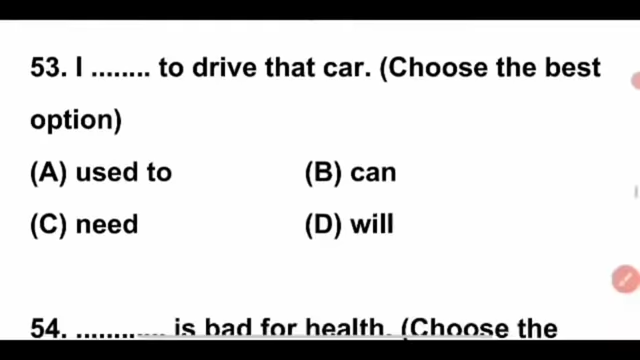 53. I ........ to drive that car. (Choose the best
option)
(A) used to (B) can
(C) need (D) will
54. ............ is bad for health. (Choose the